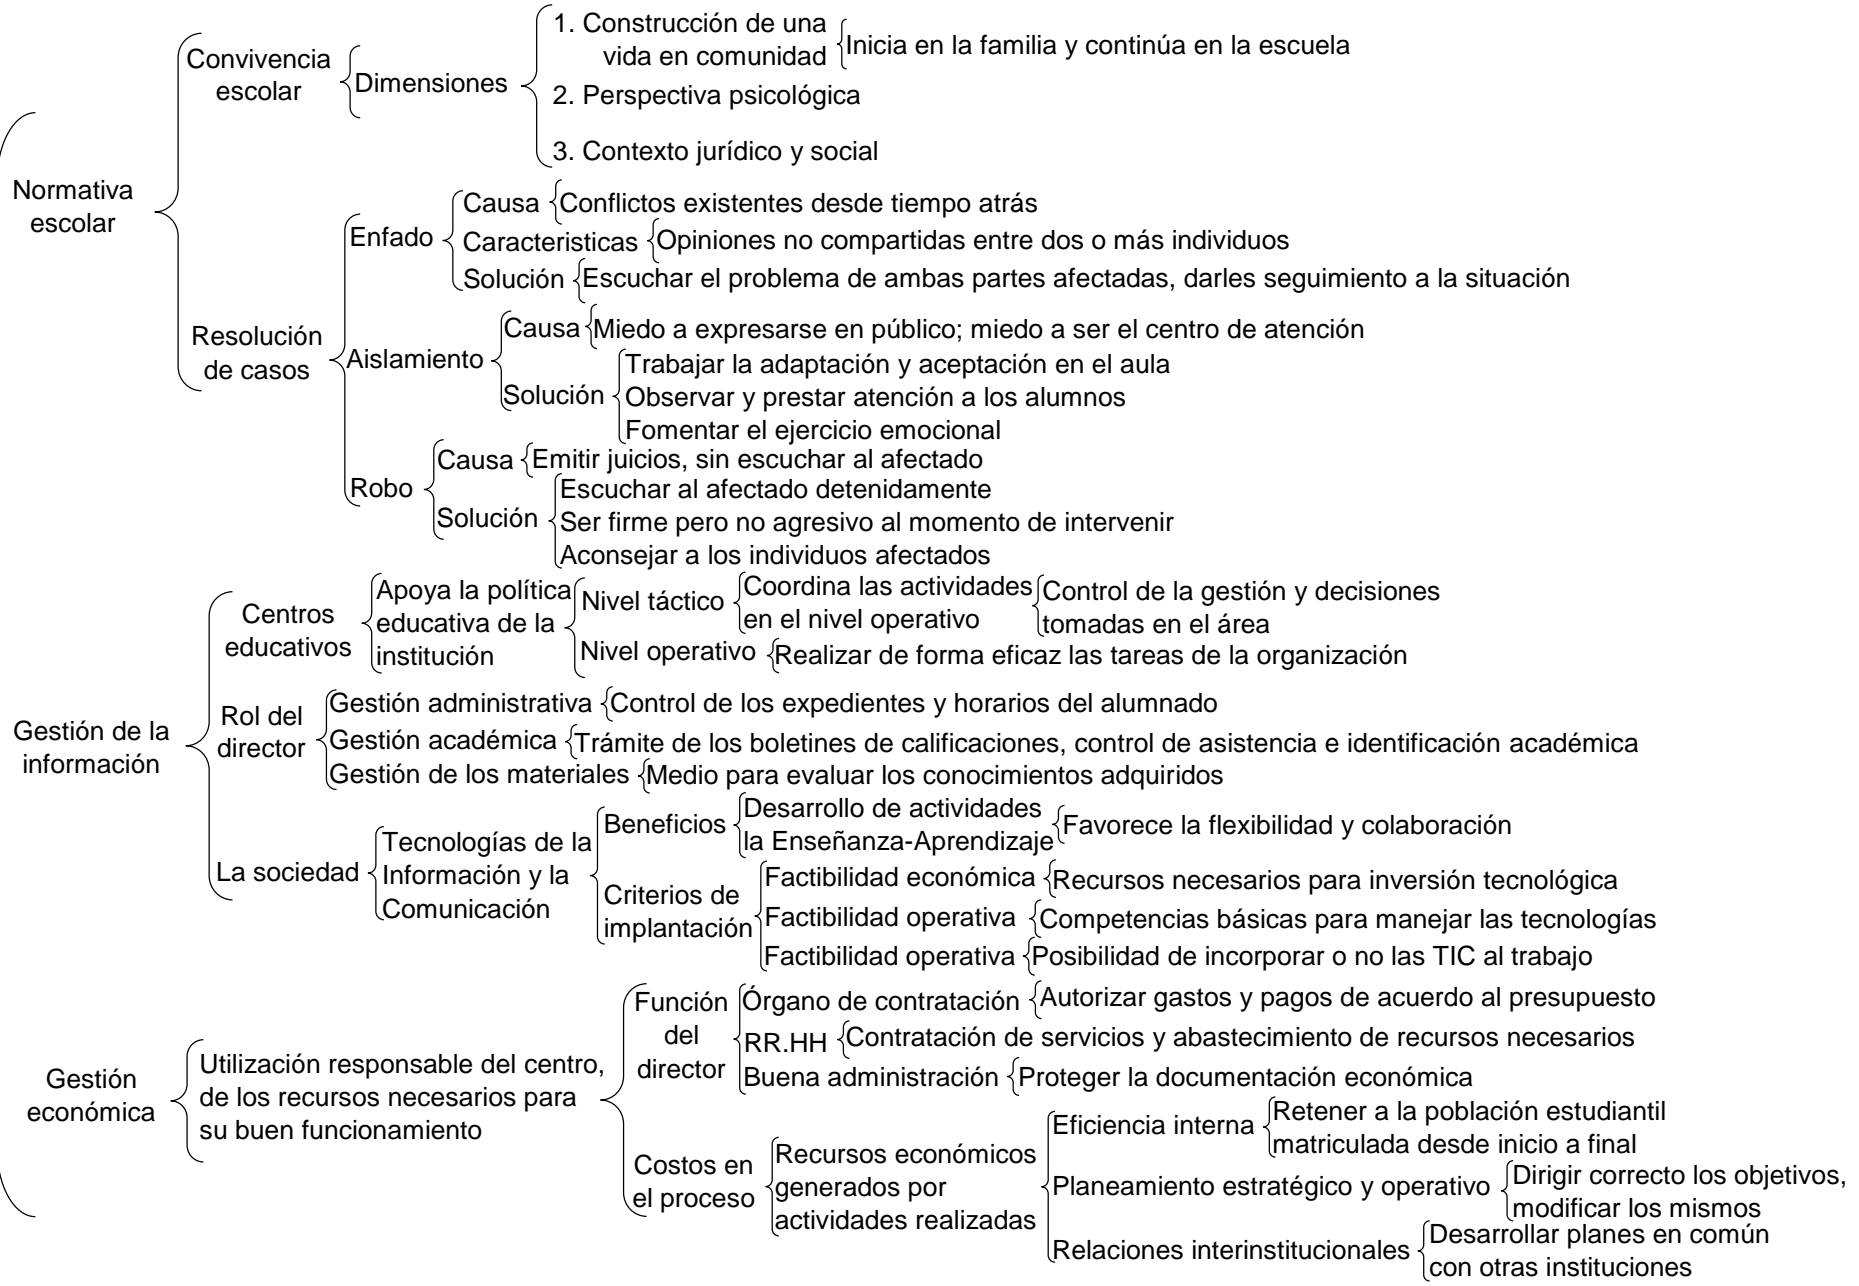 Normativa
escolar
Convivencia
escolar
Dimensiones
1. Construcción de una
vida en comunidad
Inicia en la familia y continúa en la escuela
2. Perspectiva psicológica
3. Contexto jurídico y social
Resolución
de casos
Enfado
Causa
Conflictos existentes desde tiempo atrás
Caracteristicas
Opiniones no compartidas entre dos o más individuos
Solución
Escuchar el problema de ambas partes afectadas, darles seguimiento a la situación
Aislamiento
Causa
Miedo a expresarse en público; miedo a ser el centro de atención
Solución
Trabajar la adaptación y aceptación en el aula
Observar y prestar atención a los alumnos
Fomentar el ejercicio emocional
Robo
Causa
Emitir juicios, sin escuchar al afectado
Solución
Escuchar al afectado detenidamente
Ser firme pero no agresivo al momento de intervenir
Aconsejar a los individuos afectados
Gestión de la
información
Centros
educativos
Apoya la política
educativa de la
institución
Nivel táctico
Coordina las actividades
en el nivel operativo
Control de la gestión y decisiones
tomadas en el área
Nivel operativo
Realizar de forma eficaz las tareas de la organización
Rol del
director
Gestión administrativa
Control de los expedientes y horarios del alumnado
Gestión académica
Trámite de los boletines de calificaciones, control de asistencia e identificación académica
Gestión de los materiales
Medio para evaluar los conocimientos adquiridos
La sociedad
Tecnologías de la
Información y la
Comunicación
Beneficios
Desarrollo de actividades
la Enseñanza-Aprendizaje
Favorece la flexibilidad y colaboración
Criterios de
implantación
Factibilidad económica
Recursos necesarios para inversión tecnológica
Factibilidad operativa
Competencias básicas para manejar las tecnologías
Factibilidad operativa
Posibilidad de incorporar o no las TIC al trabajo
Gestión
económica
Utilización responsable del centro,
de los recursos necesarios para
su buen funcionamiento
Función
del
director
Órgano de contratación
Autorizar gastos y pagos de acuerdo al presupuesto
RR.HH
Contratación de servicios y abastecimiento de recursos necesarios
Buena administración
Proteger la documentación económica
Costos en
el proceso
Recursos económicos
generados por
actividades realizadas
Eficiencia interna
Retener a la población estudiantil
matriculada desde inicio a final
Planeamiento estratégico y operativo
Dirigir correcto los objetivos,
modificar los mismos
Relaciones interinstitucionales
Desarrollar planes en común
con otras instituciones